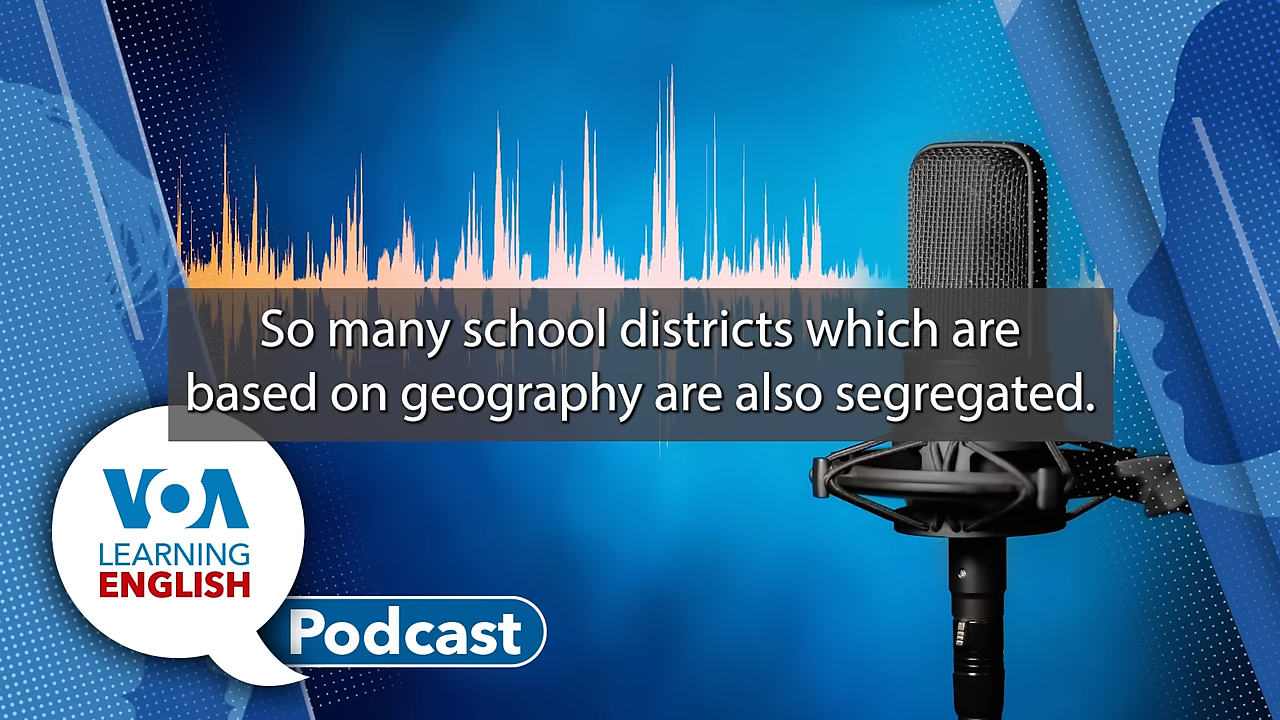 So many school districts which are
based on geography are also segregated.
VOA
LEARNING
ENGLISH
Podcast